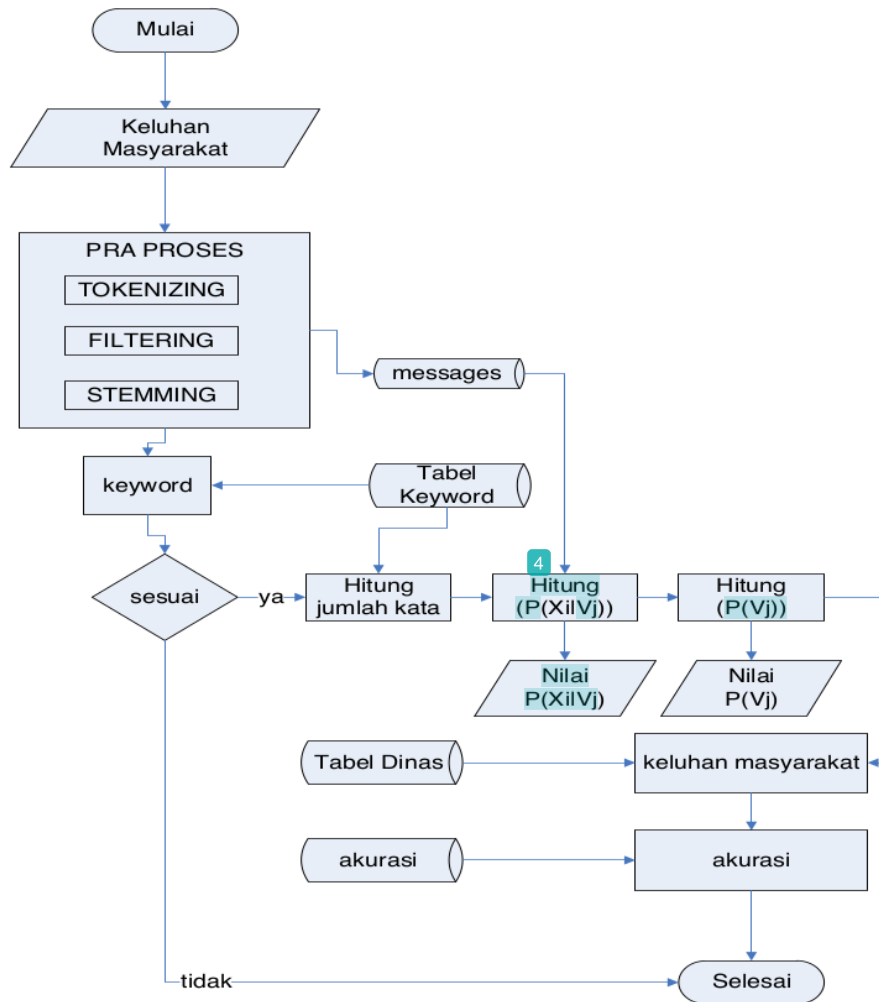 Mulai
Keluhan
Masyarakat
PRA PROSES
TOKENIZING
FILTERING
STEMMING
messages
keyword
Tabel
Keyword
sesuai
ya
Hitung
jumlah kata
4
Hitung
(P(XilVj))
Hitung
(P(Vj))
Nilai
P(XilVj)
Nilai
P(Vj)
Tabel Dinas
keluhan masyarakat
akurasi
akurasi
tidak
Selesai